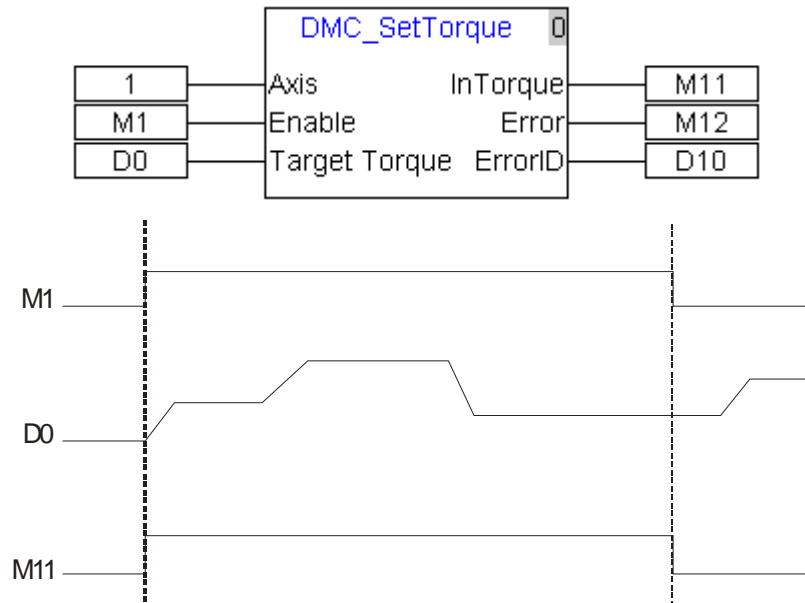 DMC_SetTorque 0
1 Axis InTorque M11
M1 Enable Error M12
D0 Target Torque ErrorID D10
M1
D0
M11